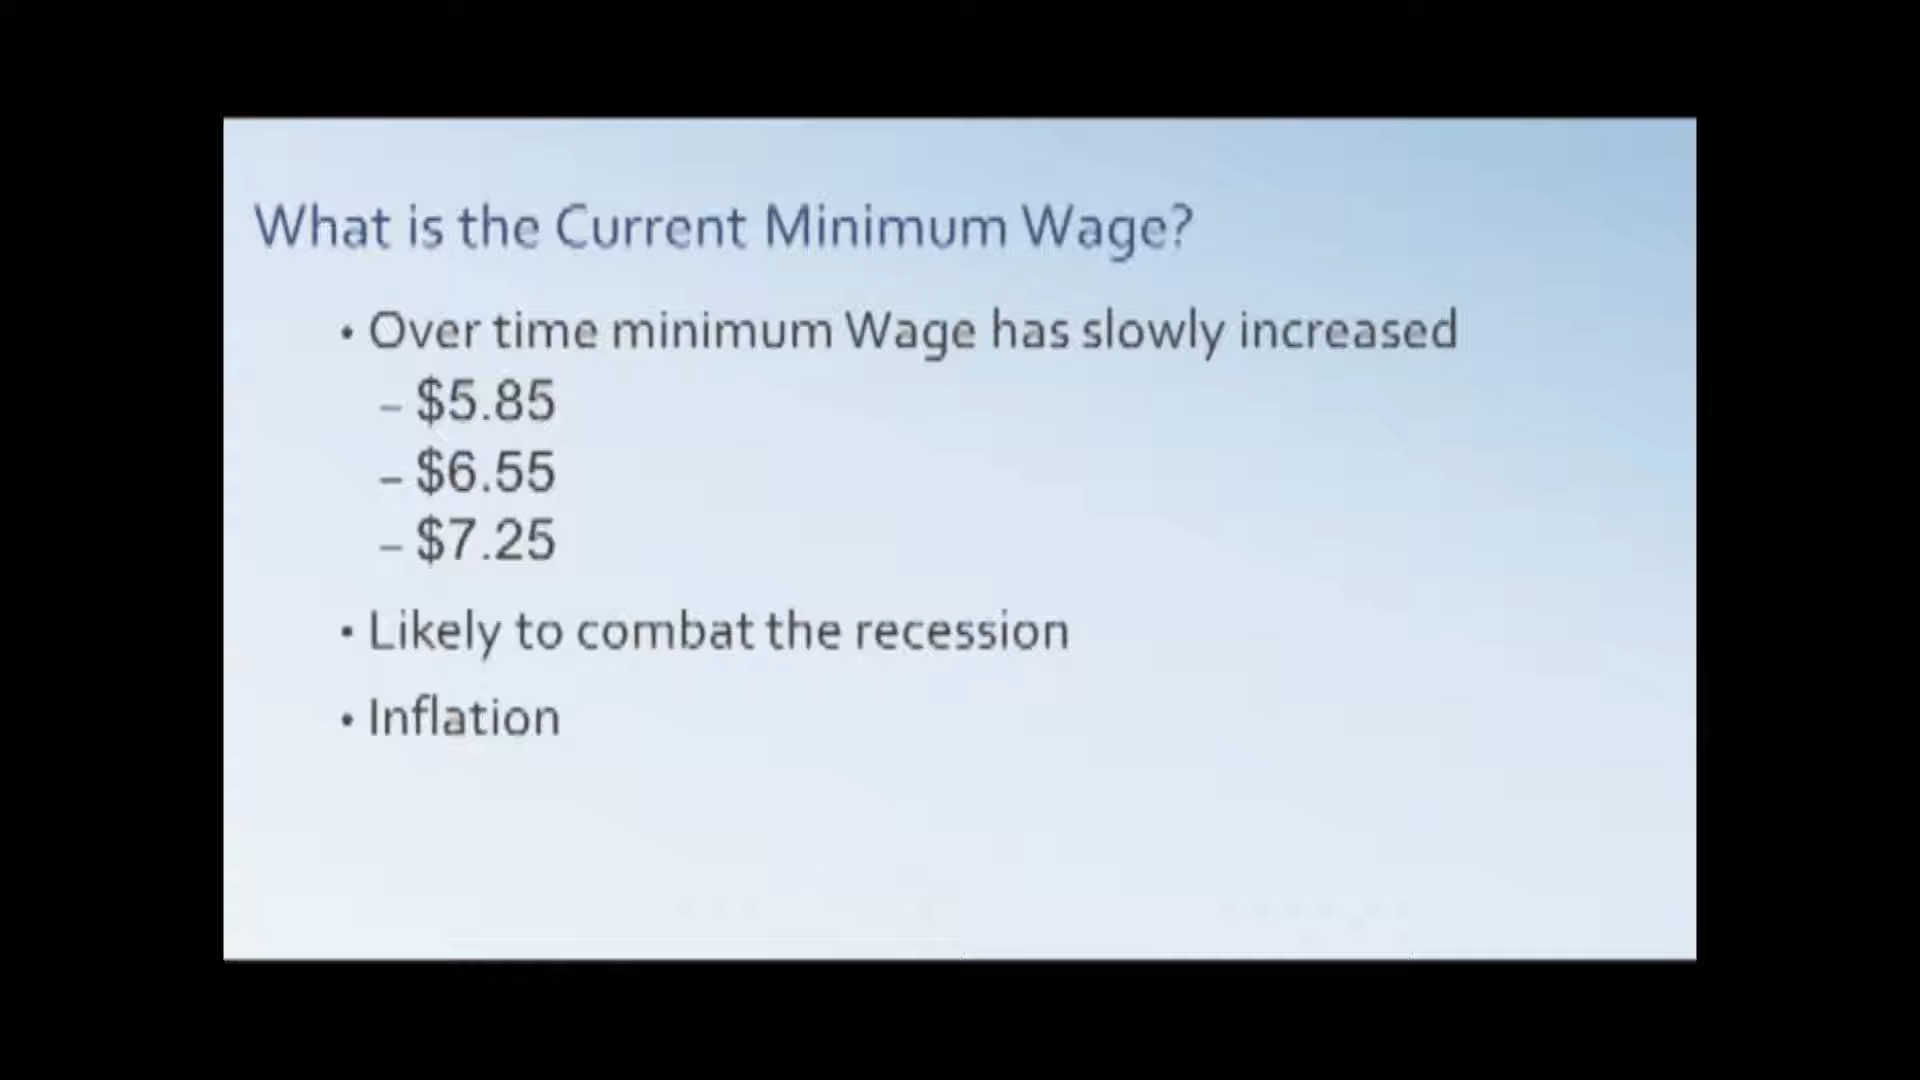 What is the Current Minimum Wage?
• Over time minimum Wage has slowly increased
– $5.85
– $6.55
– $7.25
• Likely to combat the recession
• Inflation